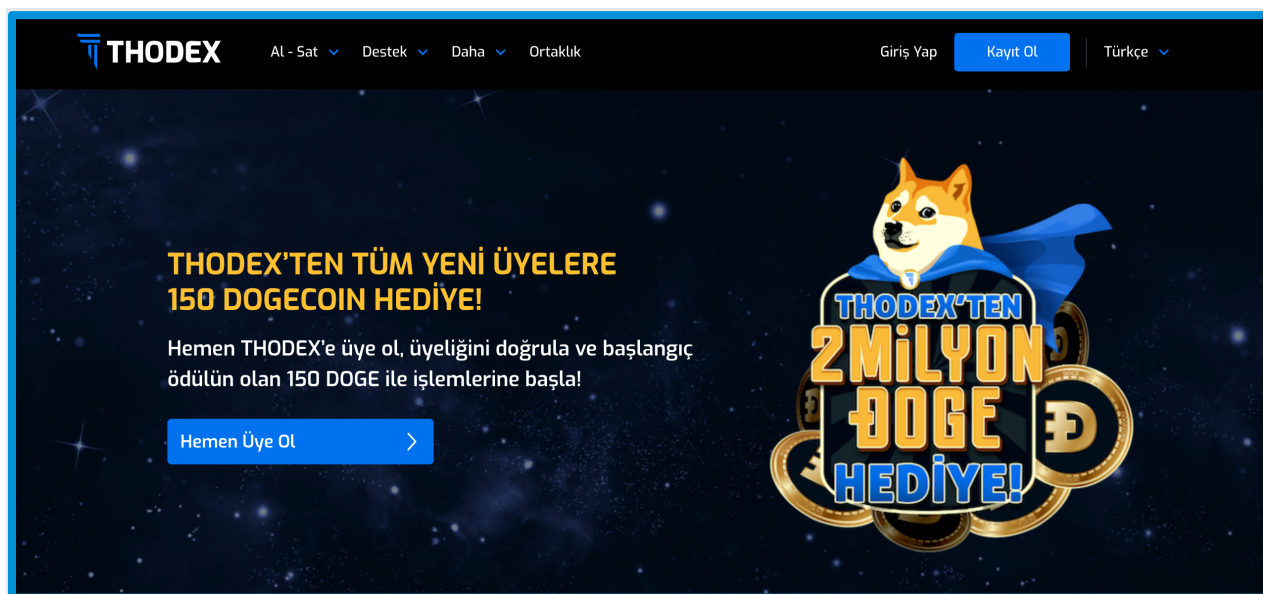 THODEX
Al - Sat
Destek
Daha
Ortaklık
Giriş Yap
Kayıt Ol
Türkçe
THODEX’TEN TÜM YENİ ÜYELERE
150 DOGECOIN HEDİYE!
Hemen THODEX’e üye ol, üyeliğini doğrula ve başlangıç
ödülün olan 150 DOGE ile işlemlerine başla!
Hemen Üye Ol
THODEX’TEN
2MİLYON
ĐOGE
HEDİYE!